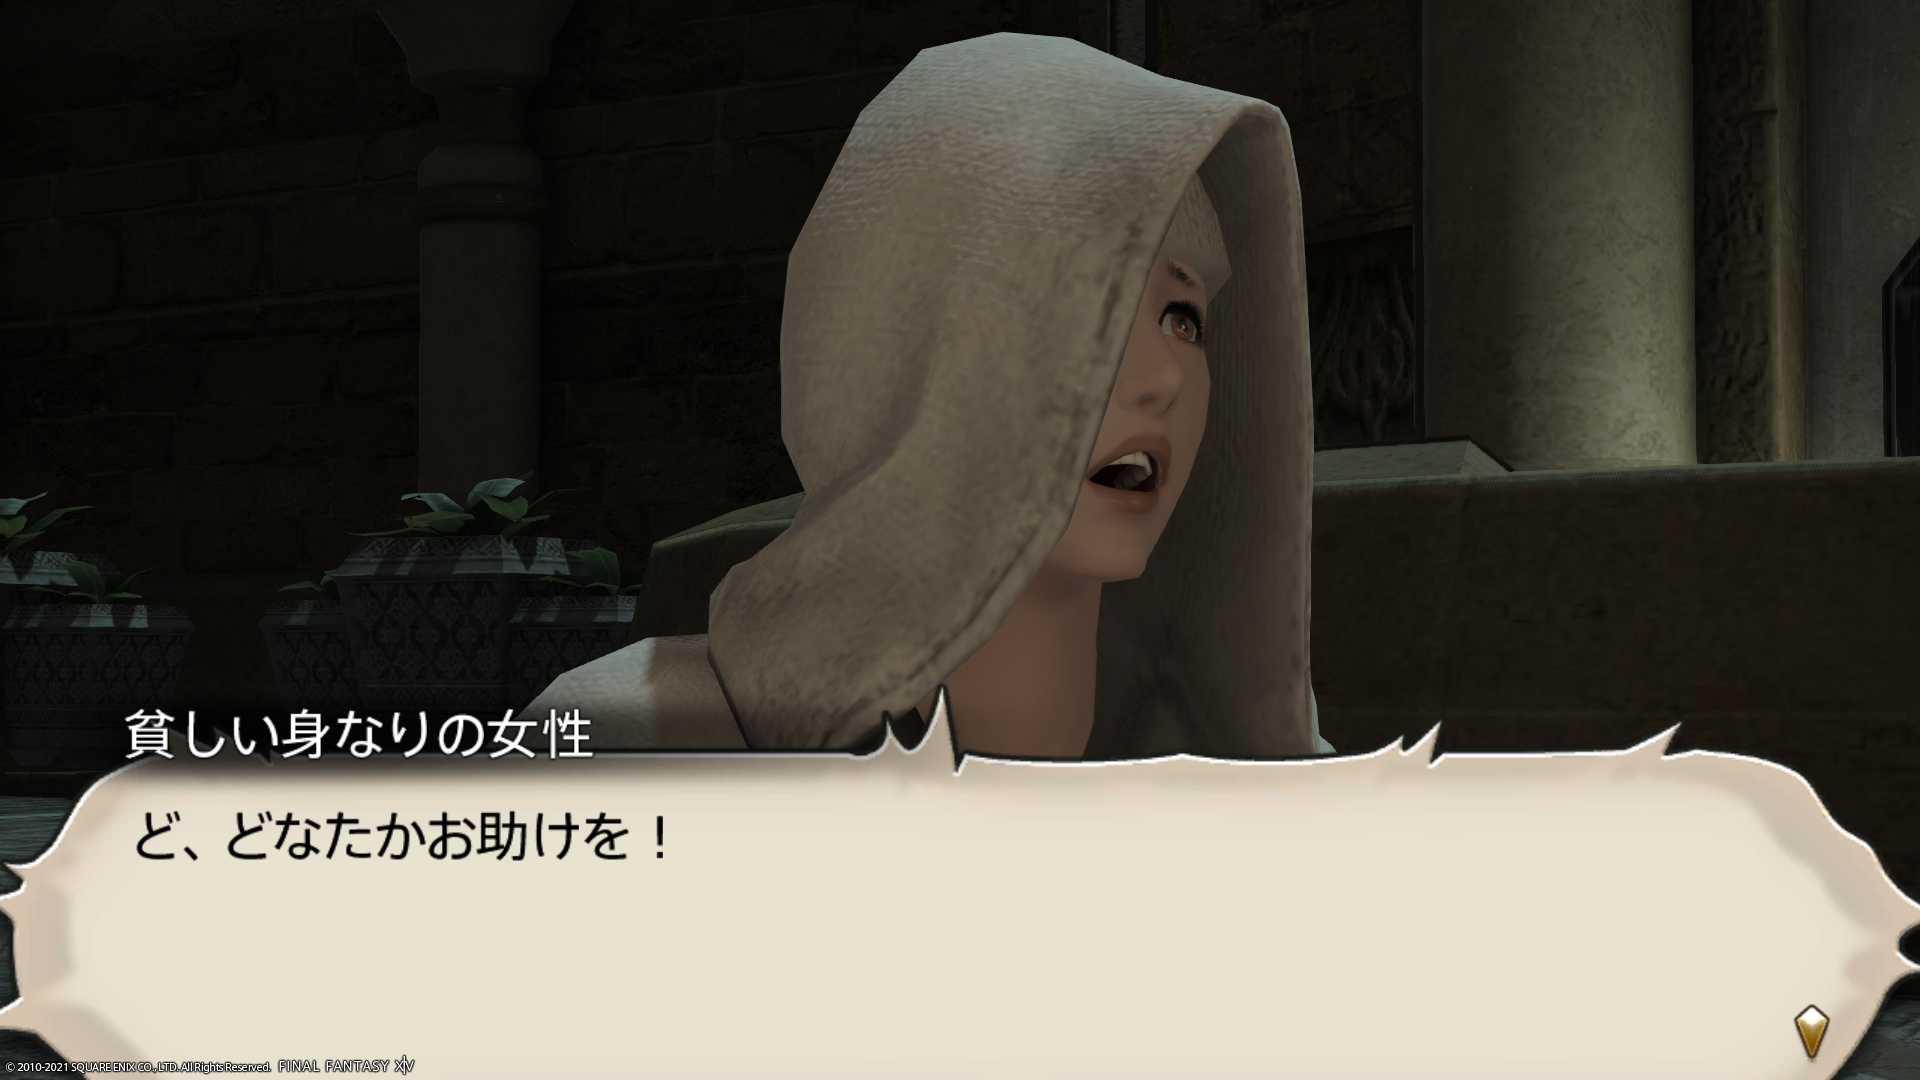 貧しい身なりの女性
ど、どなたかお助けを！
© 2010-2021 SQUARE ENIX CO., LTD. All Rights Reserved. FINAL FANTASY XIV